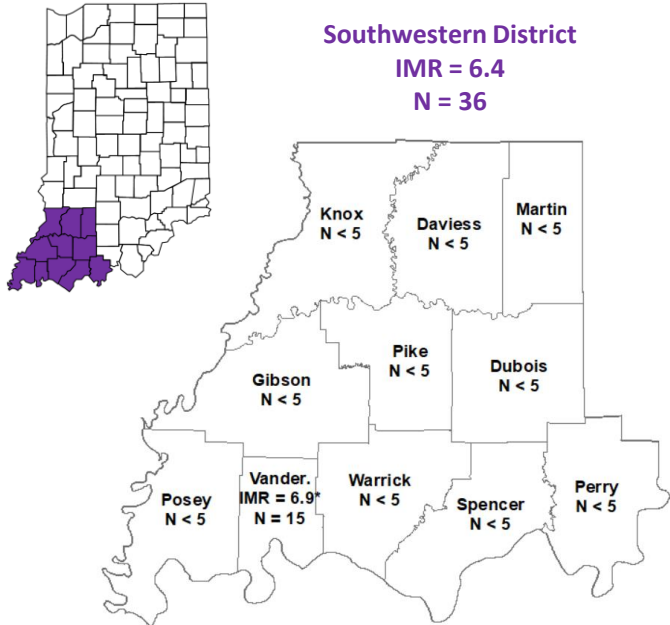 Southwestern District
IMR = 6.4
N = 36
Knox
N < 5
Daviess
N < 5
Martin
N < 5
Gibson
N < 5
Pike
N < 5
Dubois
N < 5
Posey
N < 5
Vander.
IMR = 6.9*
N = 15
Warrick
N < 5
Spencer
N < 5
Perry
N < 5